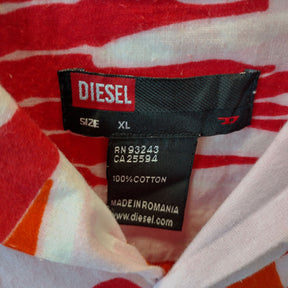 DIESEL
SIZE XL
RN 93243
CA 25594
100% COTTON
MADE IN ROMANIA
www.diesel.com